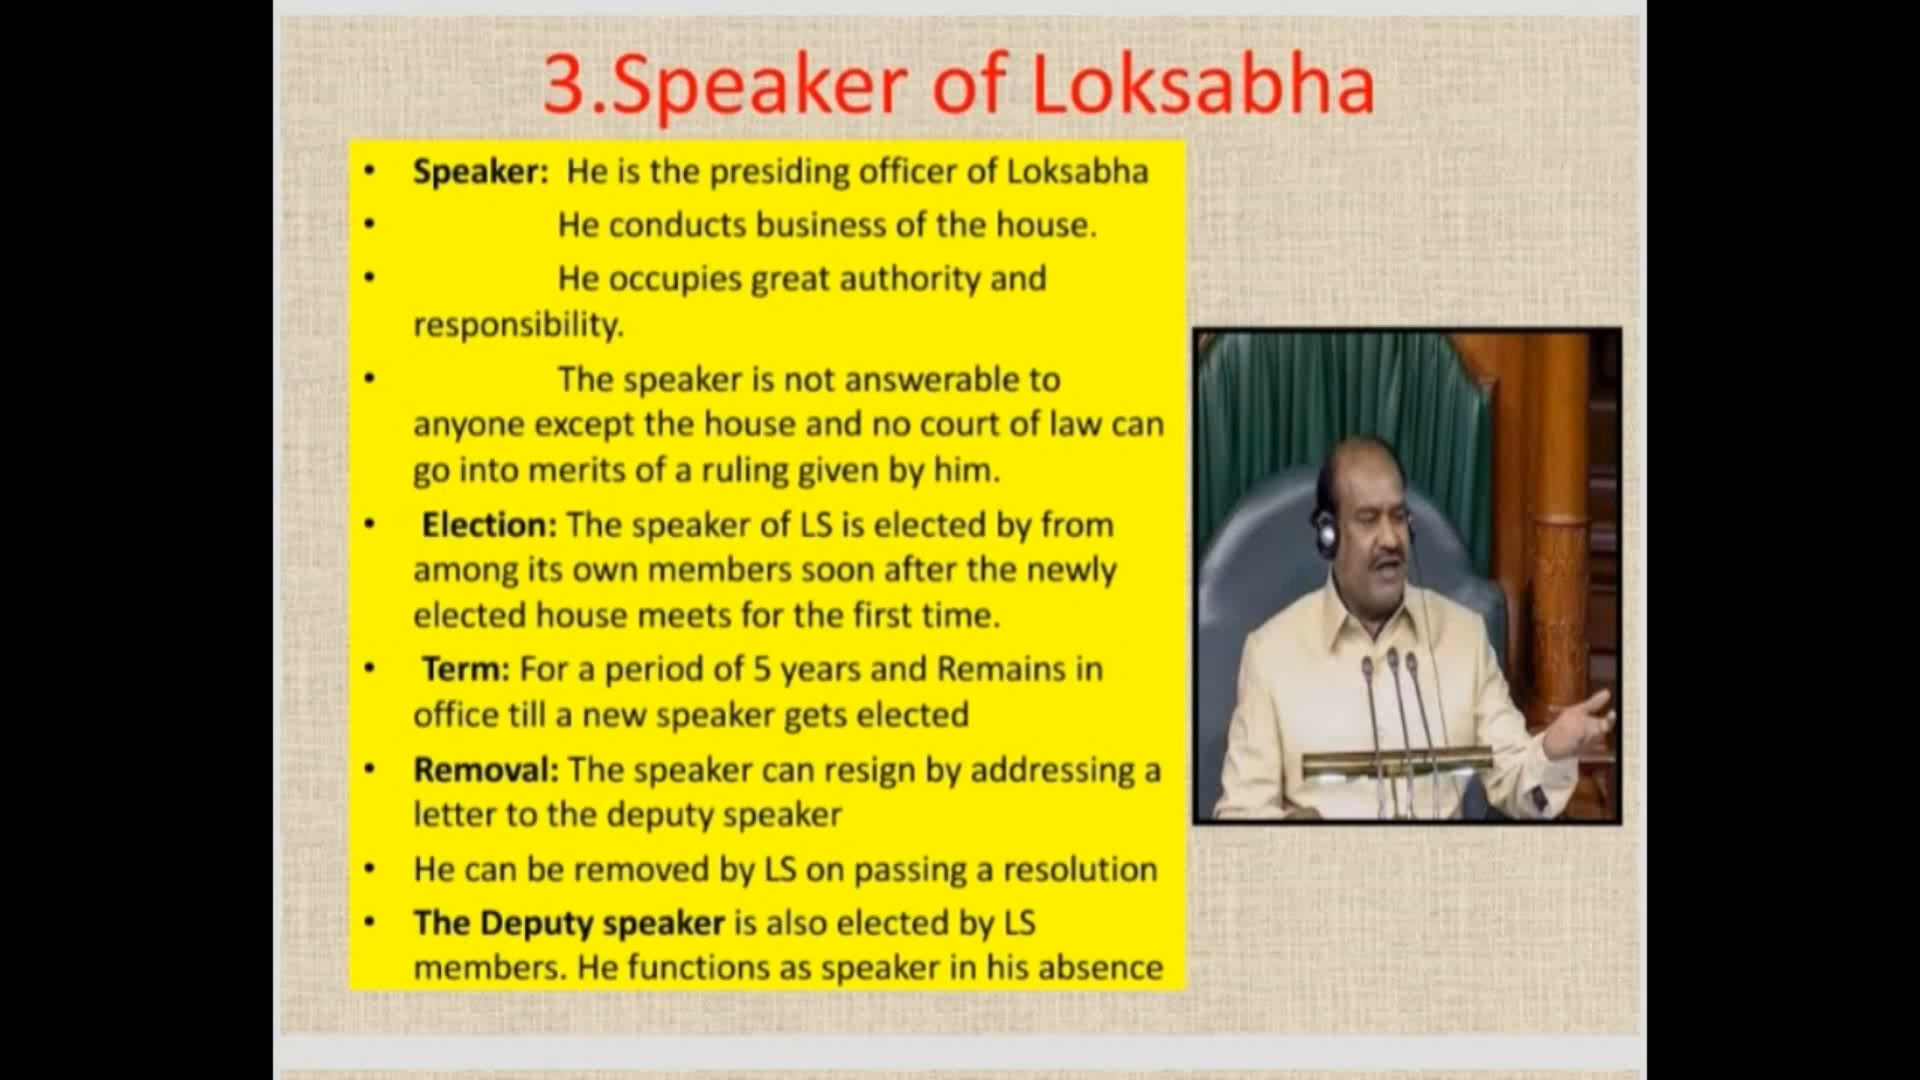 3.Speaker of Loksabha
• Speaker: He is the presiding officer of Loksabha
• He conducts business of the house.
• He occupies great authority and
responsibility.
• The speaker is not answerable to
anyone except the house and no court of law can
go into merits of a ruling given by him.
• Election: The speaker of LS is elected by from
among its own members soon after the newly
elected house meets for the first time.
• Term: For a period of 5 years and Remains in
office till a new speaker gets elected
• Removal: The speaker can resign by addressing a
letter to the deputy speaker
• He can be removed by LS on passing a resolution
• The Deputy speaker is also elected by LS
members. He functions as speaker in his absence